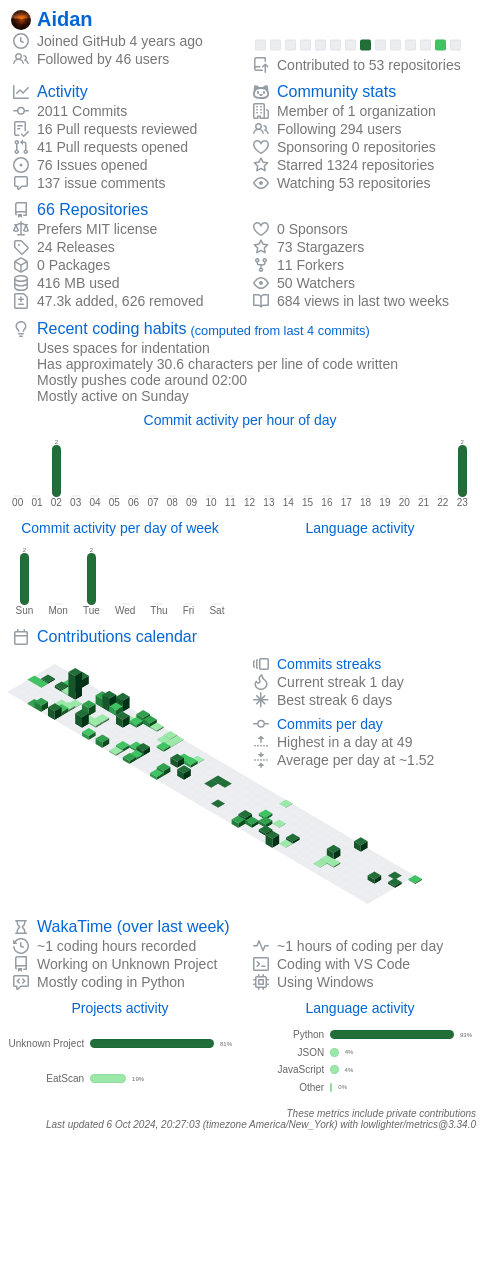 Aidan
Joined GitHub 4 years ago
Followed by 46 users
Contributed to 53 repositories
Activity
2011 Commits
16 Pull requests reviewed
41 Pull requests opened
76 Issues opened
137 issue comments
Community stats
Member of 1 organization
Following 294 users
Sponsoring 0 repositories
Starred 1324 repositories
Watching 53 repositories
66 Repositories
Prefers MIT license
24 Releases
0 Packages
416 MB used
47.3k added, 626 removed
0 Sponsors
73 Stargazers
11 Forkers
50 Watchers
684 views in last two weeks
Recent coding habits (computed from last 4 commits)
Uses spaces for indentation
Has approximately 30.6 characters per line of code written
Mostly pushes code around 02:00
Mostly active on Sunday
Commit activity per hour of day
2 2
00 01 02 03 04 05 06 07 08 09 10 11 12 13 14 15 16 17 18 19 20 21 22 23
Commit activity per day of week
2 2
Sun Mon Tue Wed Thu Fri Sat
Language activity
Contributions calendar
Commits streaks
Current streak 1 day
Best streak 6 days
Commits per day
Highest in a day at 49
Average per day at ~1.52
WakaTime (over last week)
~1 coding hours recorded
Working on Unknown Project
Mostly coding in Python
~1 hours of coding per day
Coding with VS Code
Using Windows
Projects activity
Unknown Project 81%
EatScan 19%
Language activity
Python 93%
JSON 4%
JavaScript 4%
Other 0%
These metrics include private contributions
Last updated 6 Oct 2024, 20:27:03 (timezone America/New_York) with lowlighter/metrics@3.34.0